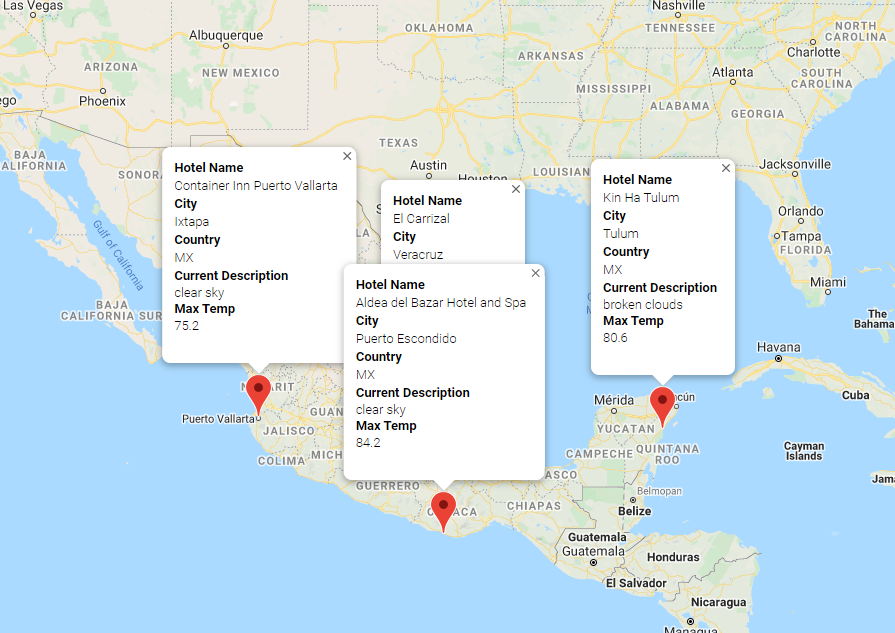 Las Vegas
Nashville
Albuquerque
OKLAHOMA
TENNESSEE
NORTH
CAROLINA
ARIZONA
NEW MEXICO
ARKANSAS
Charlotte
Phoenix
Atlanta
SOUTH
CAROLINA
MISSISSIPPI
ALABAMA
GEORGIA
BAJA
CALIFORNIA
TEXAS
Austin
Houston
LOUISIAN
Jacksonville
SONOR
Orlando
Tampa
FLORIDA
Miami
Gulf of California
BAJA
CALIFORNIA SUR
The
Bahama
Havana
Cuba
Cayman
Islands
Jam
Hotel Name
Container Inn Puerto Vallarta
City
Ixtapa
Country
MX
Current Description
clear sky
Max Temp
75.2
Hotel Name
El Carrizal
City
Veracruz
Hotel Name
Aldea del Bazar Hotel and Spa
City
Puerto Escondido
Country
MX
Current Description
clear sky
Max Temp
84.2
Hotel Name
Kin Ha Tulum
City
Tulum
Country
MX
Current Description
broken clouds
Max Temp
80.6
Puerto Vallarta
JALISCO
GUAN
COLIMA
MICH
GUERRERO
CHIAPAS
Mérida
YUCATAN
CAMPECHE
QUINTANA
ROO
Belmopan
Belize
Guatemala
Guatemala
Honduras
El Salvador
Nicaragua
Managua